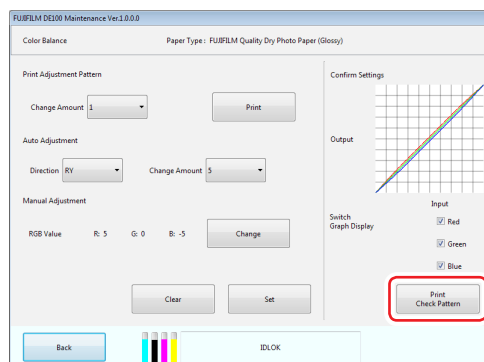 FUJIFILM DE100 Maintenance Ver.1.0.0.0
Color Balance
Paper Type : FUJIFILM Quality Dry Photo Paper (Glossy)
Print Adjustment Pattern
Change Amount 1
Print
Auto Adjustment
Direction RY
Change Amount 5
Manual Adjustment
RGB Value R: 5 G: 0 B: -5
Change
Clear
Set
Confirm Settings
Output
Input
Switch
Graph Display
Red
Green
Blue
Print
Check Pattern
Back
IDLOK